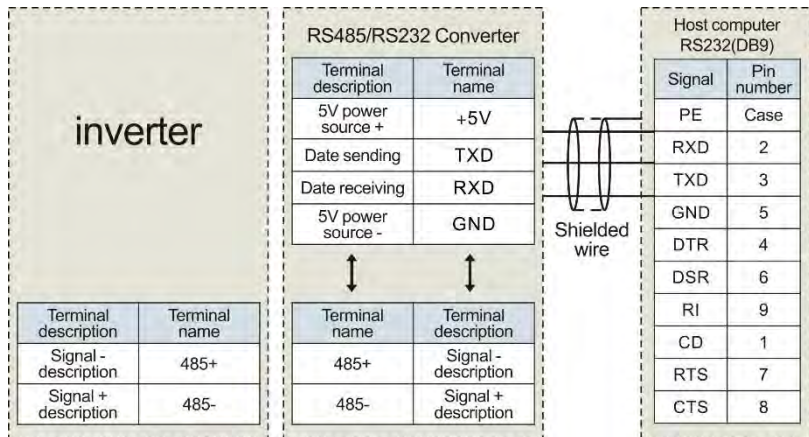 inverter
Terminal
description
Terminal
name
Signal -
description
485+
Signal +
description
485-
RS485/RS232 Converter
Terminal
description
Terminal
name
5V power
source +
+5V
Date sending
TXD
Date receiving
RXD
5V power
source -
GND
Terminal
name
Terminal
description
485+
Signal -
description
485-
Signal +
description
Shielded
wire
Host computer
RS232(DB9)
Signal
Pin
number
PE
Case
RXD
2
TXD
3
GND
5
DTR
4
DSR
6
RI
9
CD
1
RTS
7
CTS
8